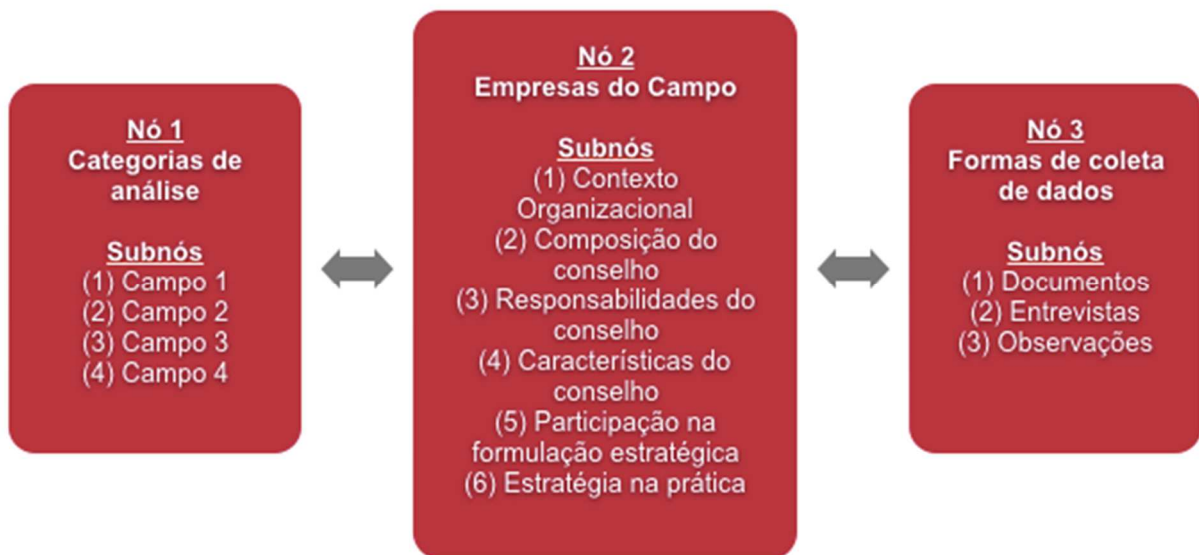 Nó 1
Categorias de
análise
Subnós
(1) Campo 1
(2) Campo 2
(3) Campo 3
(4) Campo 4
Nó 2
Empresas do Campo
Subnós
(1) Contexto
Organizacional
(2) Composição do
conselho
(3) Responsabilidades do
conselho
(4) Características do
conselho
(5) Participação na
formulação estratégica
(6) Estratégia na prática
Nó 3
Formas de coleta
de dados
Subnós
(1) Documentos
(2) Entrevistas
(3) Observações